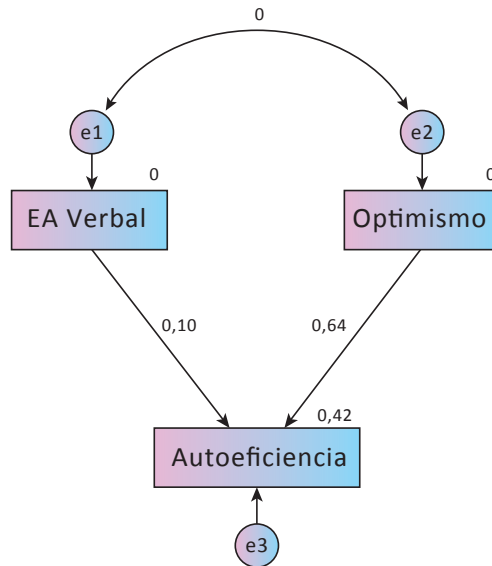 0
e1
e2
0
0
EA Verbal
Optimismo
0,10
0,64
0,42
Autoeficiencia
e3